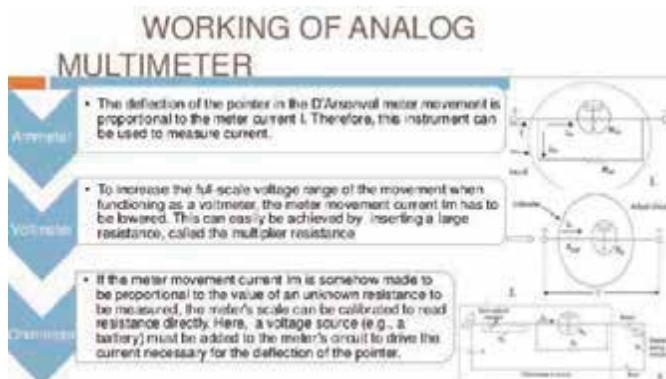 WORKING OF ANALOG
MULTIMETER
Ammeter
• The deflection of the pointer in the D'Arsonval meter movement is
proportional to the meter current I. Therefore, this instrument can
be used to measure current.
Voltmeter
• To increase the full-scale voltage range of the movement when
functioning as a voltmeter, the meter movement current Im has to
be lowered. This can easily be achieved by inserting a large
resistance, called the multiplier resistance
Ohmmeter
• If the meter movement current Im is somehow made to
be proportional to the value of an unknown resistance to
be measured, the meter's scale can be calibrated to read
resistance directly. Here, a voltage source (e.g., a
battery) must be added to the meter's circuit to drive the
current necessary for the deflection of the pointer.